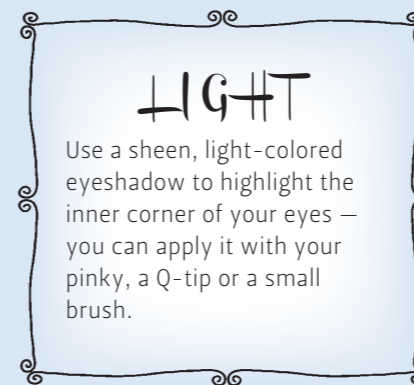 LIGHT
Use a sheen, light-colored
eyeshadow to highlight the
inner corner of your eyes —
you can apply it with your
pinky, a Q-tip or a small
brush.